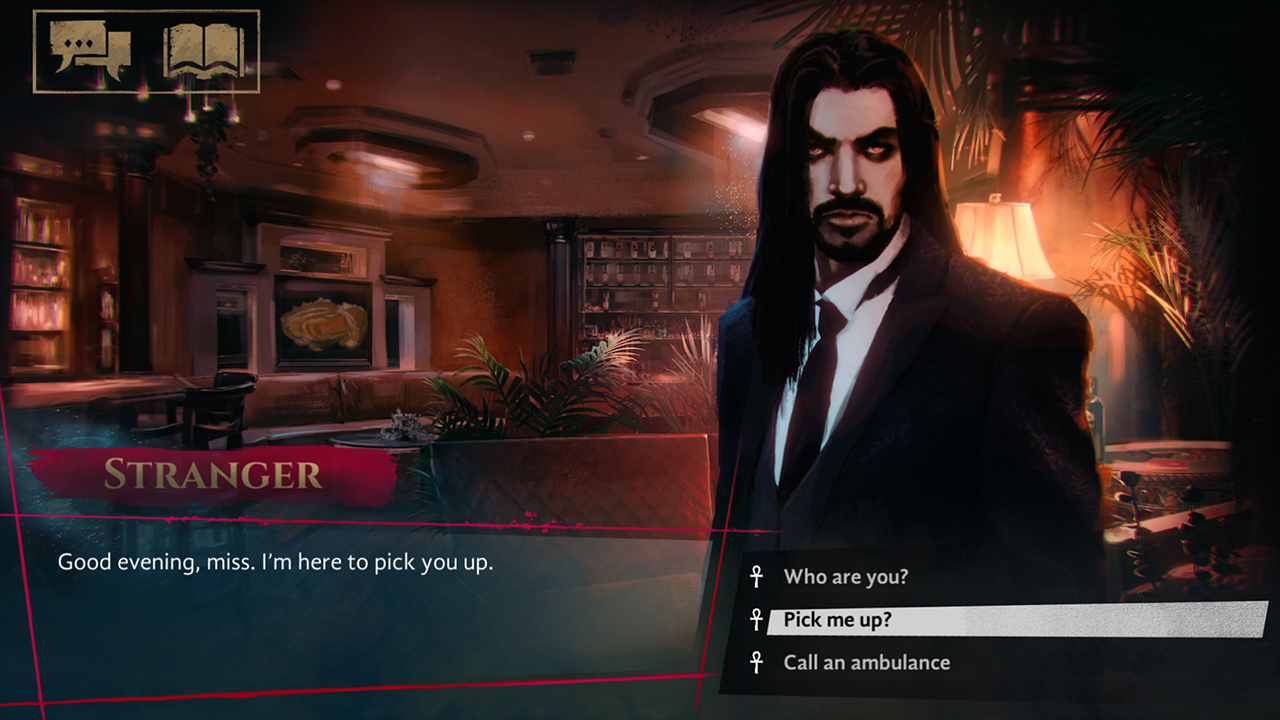 Stranger
Good evening, miss. I'm here to pick you up.
Who are you?
Pick me up?
Call an ambulance